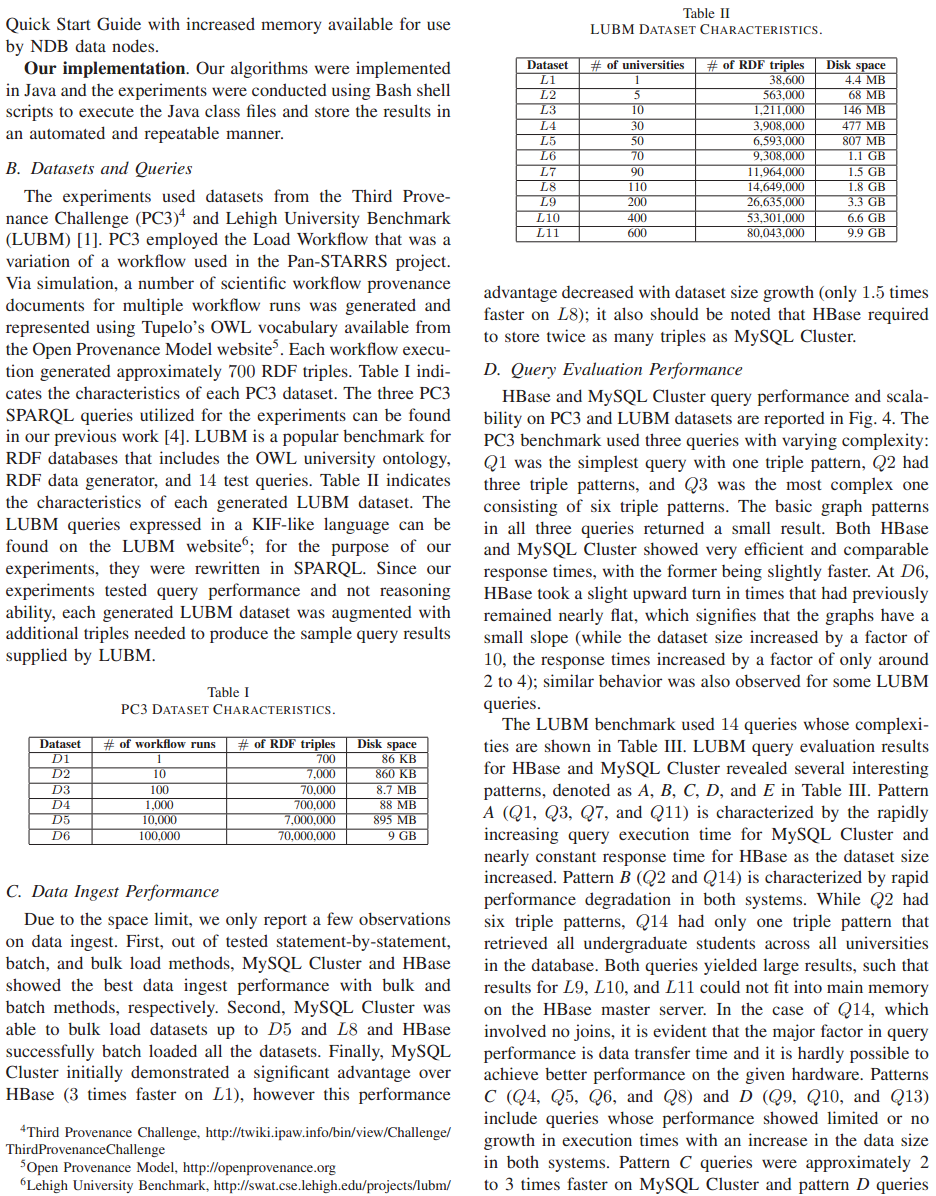 Quick Start Guide with increased memory available for use
by NDB data nodes.
Our implementation. Our algorithms were implemented
in Java and the experiments were conducted using Bash shell
scripts to execute the Java class files and store the results in
an automated and repeatable manner.
B. Datasets and Queries
The experiments used datasets from the Third Prove-
nance Challenge (PC3)4 and Lehigh University Benchmark
(LUBM) [1]. PC3 employed the Load Workflow that was a
variation of a workflow used in the Pan-STARRS project.
Via simulation, a number of scientific workflow provenance
documents for multiple workflow runs was generated and
represented using Tupelo's OWL vocabulary available from
the Open Provenance Model website5. Each workflow execu-
tion generated approximately 700 RDF triples. Table I indi-
cates the characteristics of each PC3 dataset. The three PC3
SPARQL queries utilized for the experiments can be found
in our previous work [4]. LUBM is a popular benchmark for
RDF databases that includes the OWL university ontology,
RDF data generator, and 14 test queries. Table II indicates
the characteristics of each generated LUBM dataset. The
LUBM queries expressed in a KIF-like language can be
found on the LUBM website6; for the purpose of our
experiments, they were rewritten in SPARQL. Since our
experiments tested query performance and not reasoning
ability, each generated LUBM dataset was augmented with
additional triples needed to produce the sample query results
supplied by LUBM.
Table I
PC3 DATASET CHARACTERISTICS.
Dataset # of workflow runs # of RDF triples Disk space
D1 1 700 86 KB
D2 10 7,000 860 KB
D3 100 70,000 8.7 MB
D4 1,000 700,000 88 MB
D5 10,000 7,000,000 895 MB
D6 100,000 70,000,000 9 GB
C. Data Ingest Performance
Due to the space limit, we only report a few observations
on data ingest. First, out of tested statement-by-statement,
batch, and bulk load methods, MySQL Cluster and HBase
showed the best data ingest performance with bulk and
batch methods, respectively. Second, MySQL Cluster was
able to bulk load datasets up to D5 and L8 and HBase
successfully batch loaded all the datasets. Finally, MySQL
Cluster initially demonstrated a significant advantage over
HBase (3 times faster on L1), however this performance
4Third Provenance Challenge, http://twiki.ipaw.info/bin/view/Challenge/
ThirdProvenanceChallenge
5Open Provenance Model, http://openprovenance.org
6Lehigh University Benchmark, http://swat.cse.lehigh.edu/projects/lubm/
Table II
LUBM DATASET CHARACTERISTICS.
Dataset # of universities # of RDF triples Disk space
L1 1 38,600 4.4 MB
L2 5 563,000 68 MB
L3 10 1,211,000 146 MB
L4 30 3,908,000 477 MB
L5 50 6,593,000 807 MB
L6 70 9,308,000 1.1 GB
L7 90 11,964,000 1.5 GB
L8 110 14,649,000 1.8 GB
L9 200 26,635,000 3.3 GB
L10 400 53,301,000 6.6 GB
L11 600 80,043,000 9.9 GB
advantage decreased with dataset size growth (only 1.5 times
faster on L8); it also should be noted that HBase required
to store twice as many triples as MySQL Cluster.
D. Query Evaluation Performance
HBase and MySQL Cluster query performance and scala-
bility on PC3 and LUBM datasets are reported in Fig. 4. The
PC3 benchmark used three queries with varying complexity:
Q1 was the simplest query with one triple pattern, Q2 had
three triple patterns, and Q3 was the most complex one
consisting of six triple patterns. The basic graph patterns
in all three queries returned a small result. Both HBase
and MySQL Cluster showed very efficient and comparable
response times, with the former being slightly faster. At D6,
HBase took a slight upward turn in times that had previously
remained nearly flat, which signifies that the graphs have a
small slope (while the dataset size increased by a factor of
10, the response times increased by a factor of only around
2 to 4); similar behavior was also observed for some LUBM
queries.
The LUBM benchmark used 14 queries whose complexi-
ties are shown in Table III. LUBM query evaluation results
for HBase and MySQL Cluster revealed several interesting
patterns, denoted as A, B, C, D, and E in Table III. Pattern
A (Q1, Q3, Q7, and Q11) is characterized by the rapidly
increasing query execution time for MySQL Cluster and
nearly constant response time for HBase as the dataset size
increased. Pattern B (Q2 and Q14) is characterized by rapid
performance degradation in both systems. While Q2 had
six triple patterns, Q14 had only one triple pattern that
retrieved all undergraduate students across all universities
in the database. Both queries yielded large results, such that
results for L9, L10, and L11 could not fit into main memory
on the HBase master server. In the case of Q14, which
involved no joins, it is evident that the major factor in query
performance is data transfer time and it is hardly possible to
achieve better performance on the given hardware. Patterns
C (Q4, Q5, Q6, and Q8) and D (Q9, Q10, and Q13)
include queries whose performance showed limited or no
growth in execution times with an increase in the data size
in both systems. Pattern C queries were approximately 2
to 3 times faster on MySQL Cluster and pattern D queries